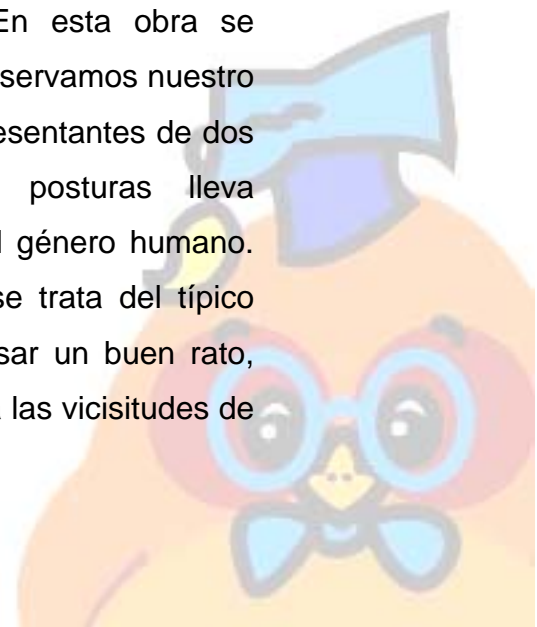 En esta obra se
servamos nuestro
esentantes de dos
posturas lleva
l género humano.
se trata del típico
sar un buen rato,
las vicisitudes de